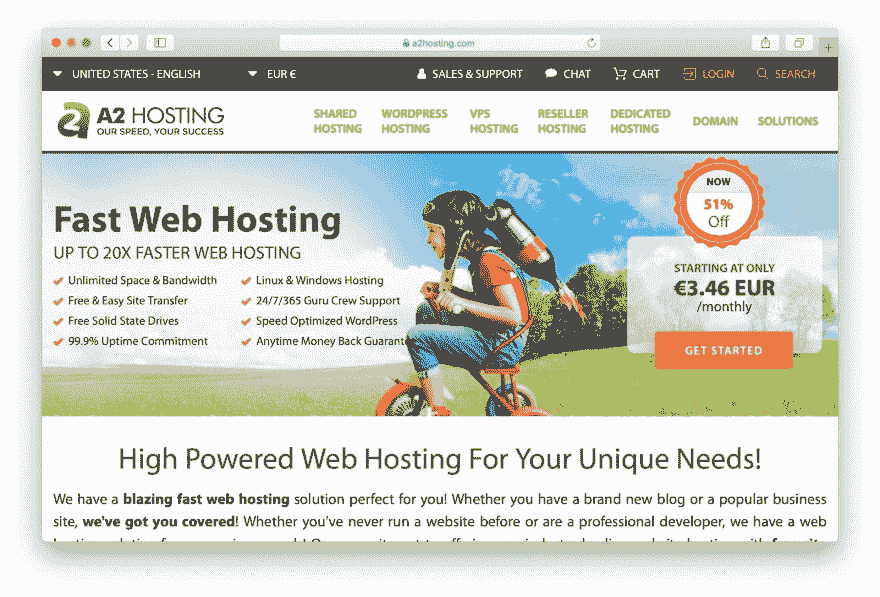 a2hosting.com
UNITED STATES - ENGLISH EUR € SALES & SUPPORT CHAT CART LOGIN SEARCH
A2 HOSTING
OUR SPEED, YOUR SUCCESS
SHARED HOSTING WORDPRESS HOSTING VPS HOSTING RESELLER HOSTING DEDICATED HOSTING DOMAIN SOLUTIONS
Fast Web Hosting
UP TO 20X FASTER WEB HOSTING
Unlimited Space & Bandwidth
Free & Easy Site Transfer
Free Solid State Drives
99.9% Uptime Commitment
Linux & Windows Hosting
24/7/365 Guru Crew Support
Speed Optimized WordPress
Anytime Money Back
NOW
51%
Off
STARTING AT ONLY
€3.46 EUR
/monthly
GET STARTED
High Powered Web Hosting For Your Unique Needs!
We have a blazing fast web hosting solution perfect for you! Whether you have a brand new blog or a popular business
site, we've got you covered! Whether you've never run a website before or are a professional developer, we have a web